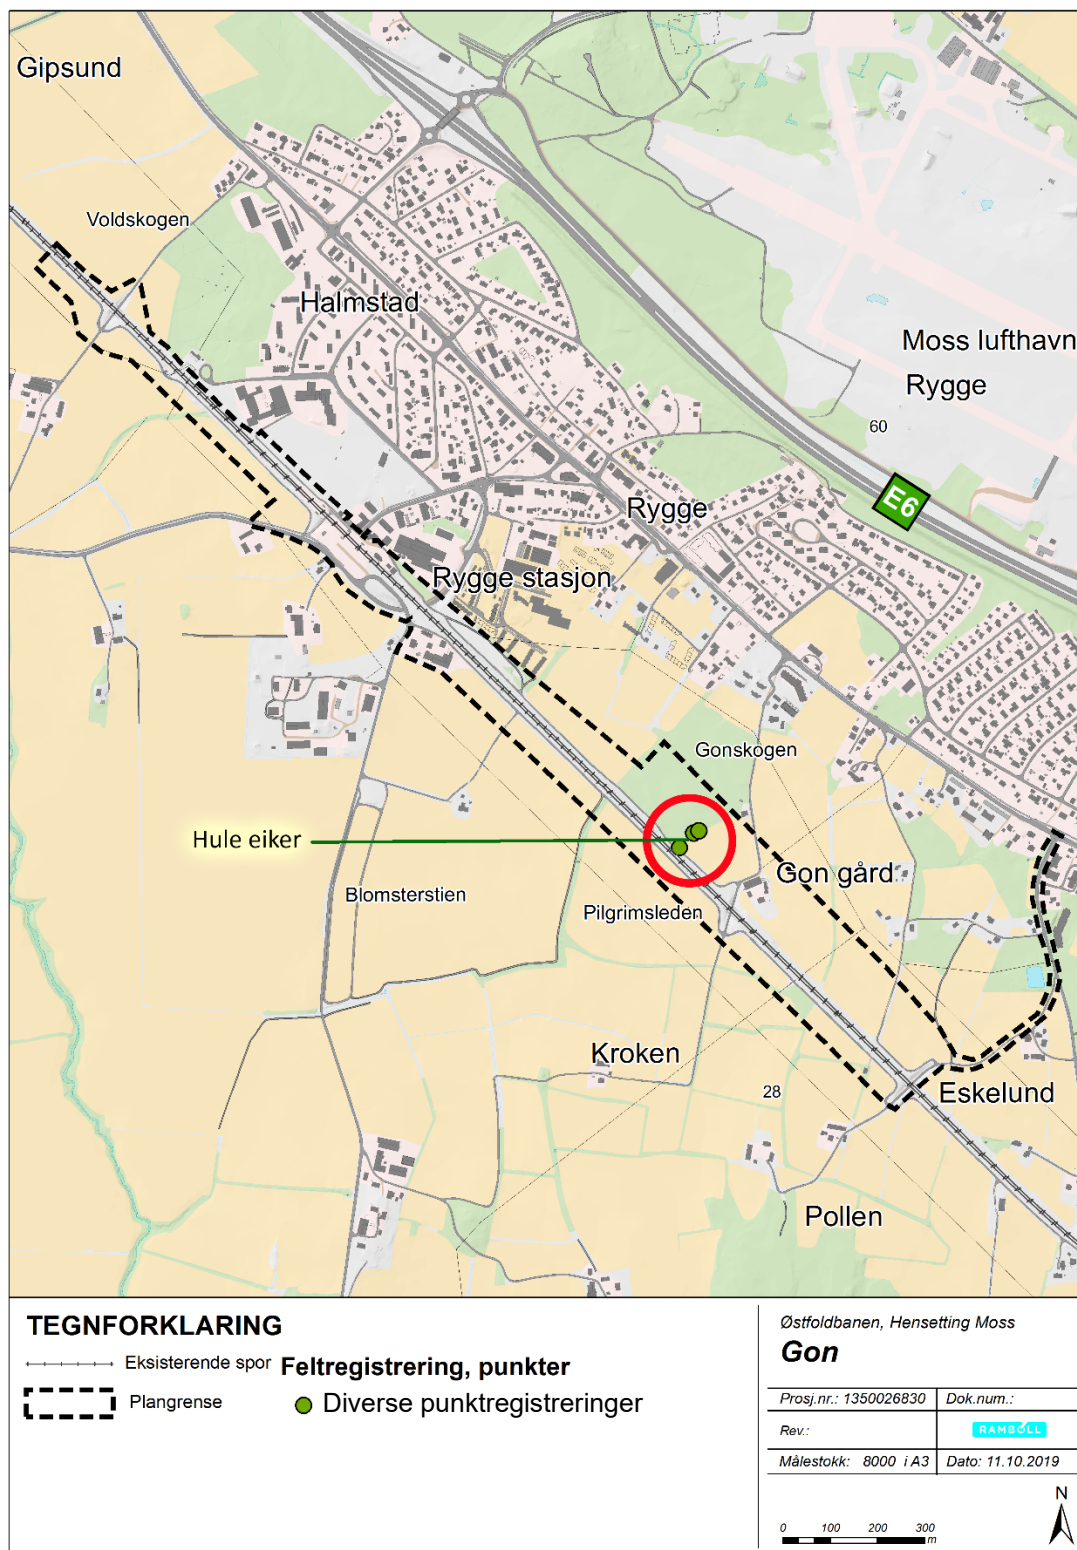 Gipsund
Voldskogen
Halmstad
Moss lufthavn
Rygge
60
E6
Rygge
Rygge stasjon
Gonskogen
Hule eiker
Gon gård
Blomsterstien
Pilgrimsleden
Kroken
28
Eskelund
Pollen
TEGNFORKLARING
Eksisterende spor
Plangrense
Feltregistrering, punkter
Diverse punktregistreringer
Østfoldbanen, Hensetting Moss
Gon
Prosj.nr.: 1350026830 Dok.num.:
Rev.: RAMBOLL
Målestokk: 8000 i A3 Dato: 11.10.2019
N
0 100 200 300
m